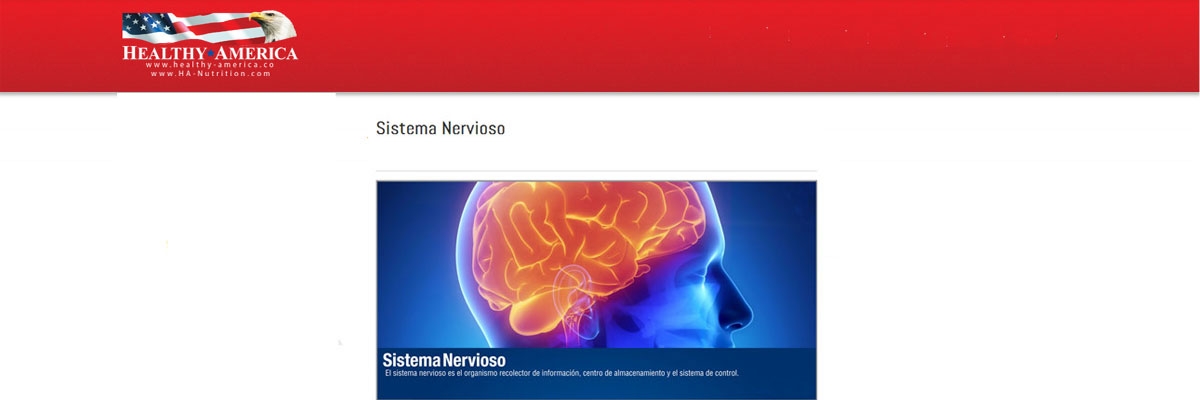 HEALTHY★AMERICA
www.healthy-america.co
www.HA-Nutrition.com
Sistema Nervioso
Sistema Nervioso
El sistema nervioso es el organismo recolector de información, centro de almacenamiento y el sistema de control.